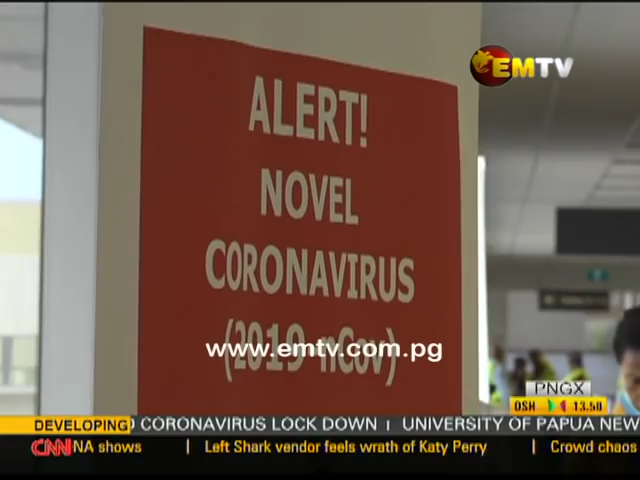 EMTV
ALERT!
NOVEL
CORONAVIRUS
(2019-nCov)
www.emtv.com.pg
PNGX
OSH 13.50
DEVELOPING CORONAVIRUS LOCK DOWN | UNIVERSITY OF PAPUA NEW
CNN NA shows | Left Shark vendor feels wrath of Katy Perry | Crowd chaos